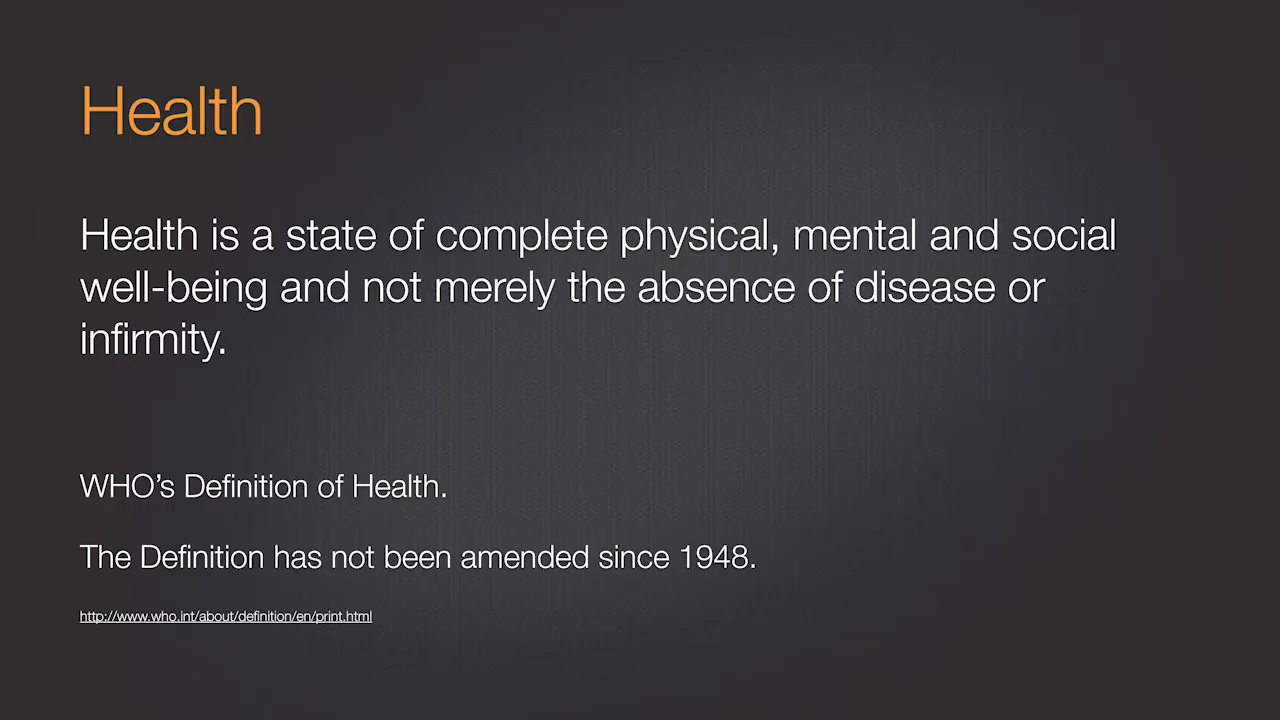 Health
Health is a state of complete physical, mental and social
well-being and not merely the absence of disease or
infirmity.
WHO’s Definition of Health.
The Definition has not been amended since 1948.
http://www.who.int/about/definition/en/print.html